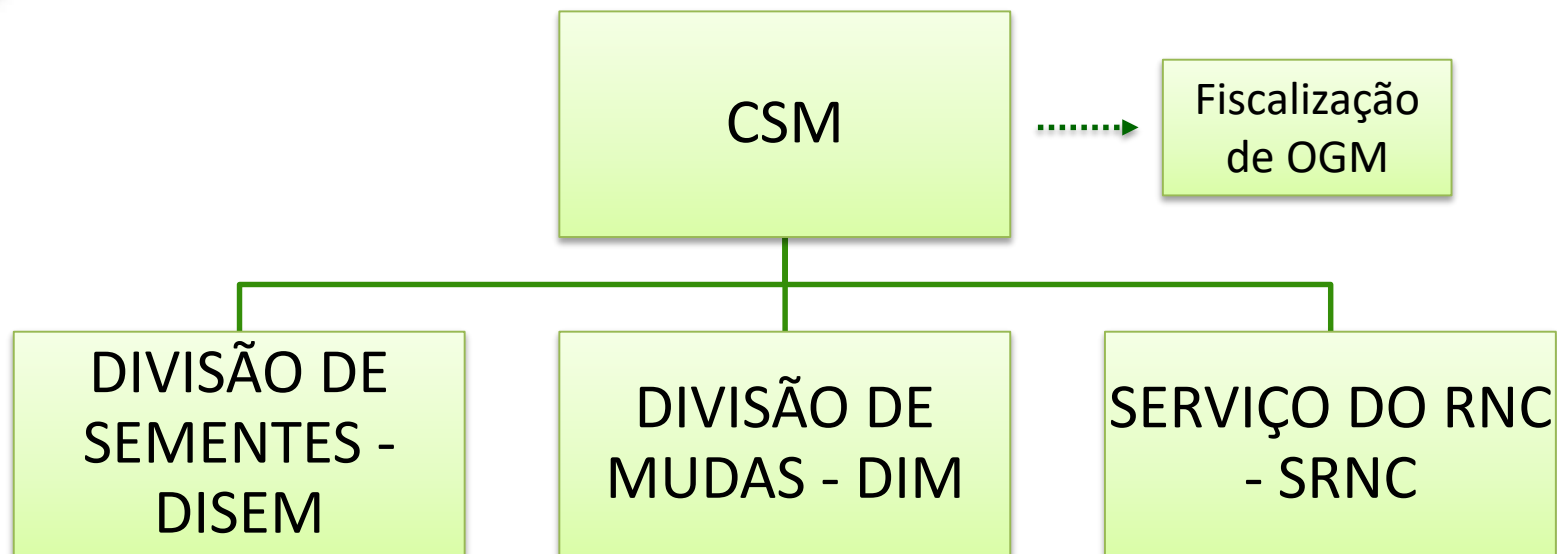 CSM
Fiscalização
de OGM
DIVISÃO DE
SEMENTES -
DISEM
DIVISÃO DE
MUDAS - DIM
SERVIÇO DO RNC
- SRNC